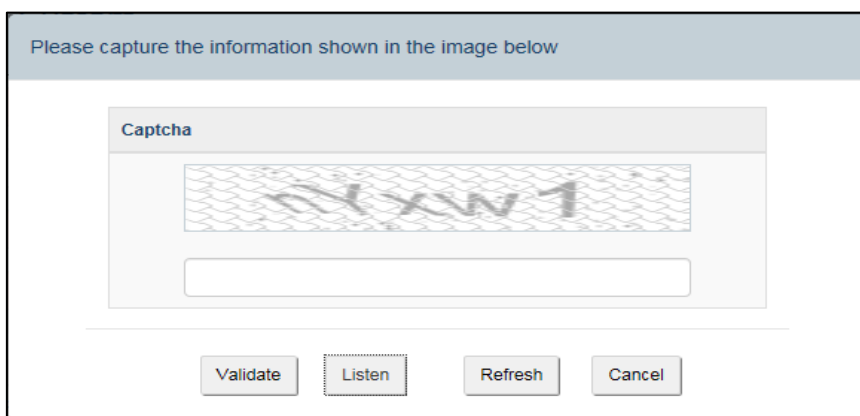 Please capture the information shown in the image below
Captcha
Validate
Listen
Refresh
Cancel